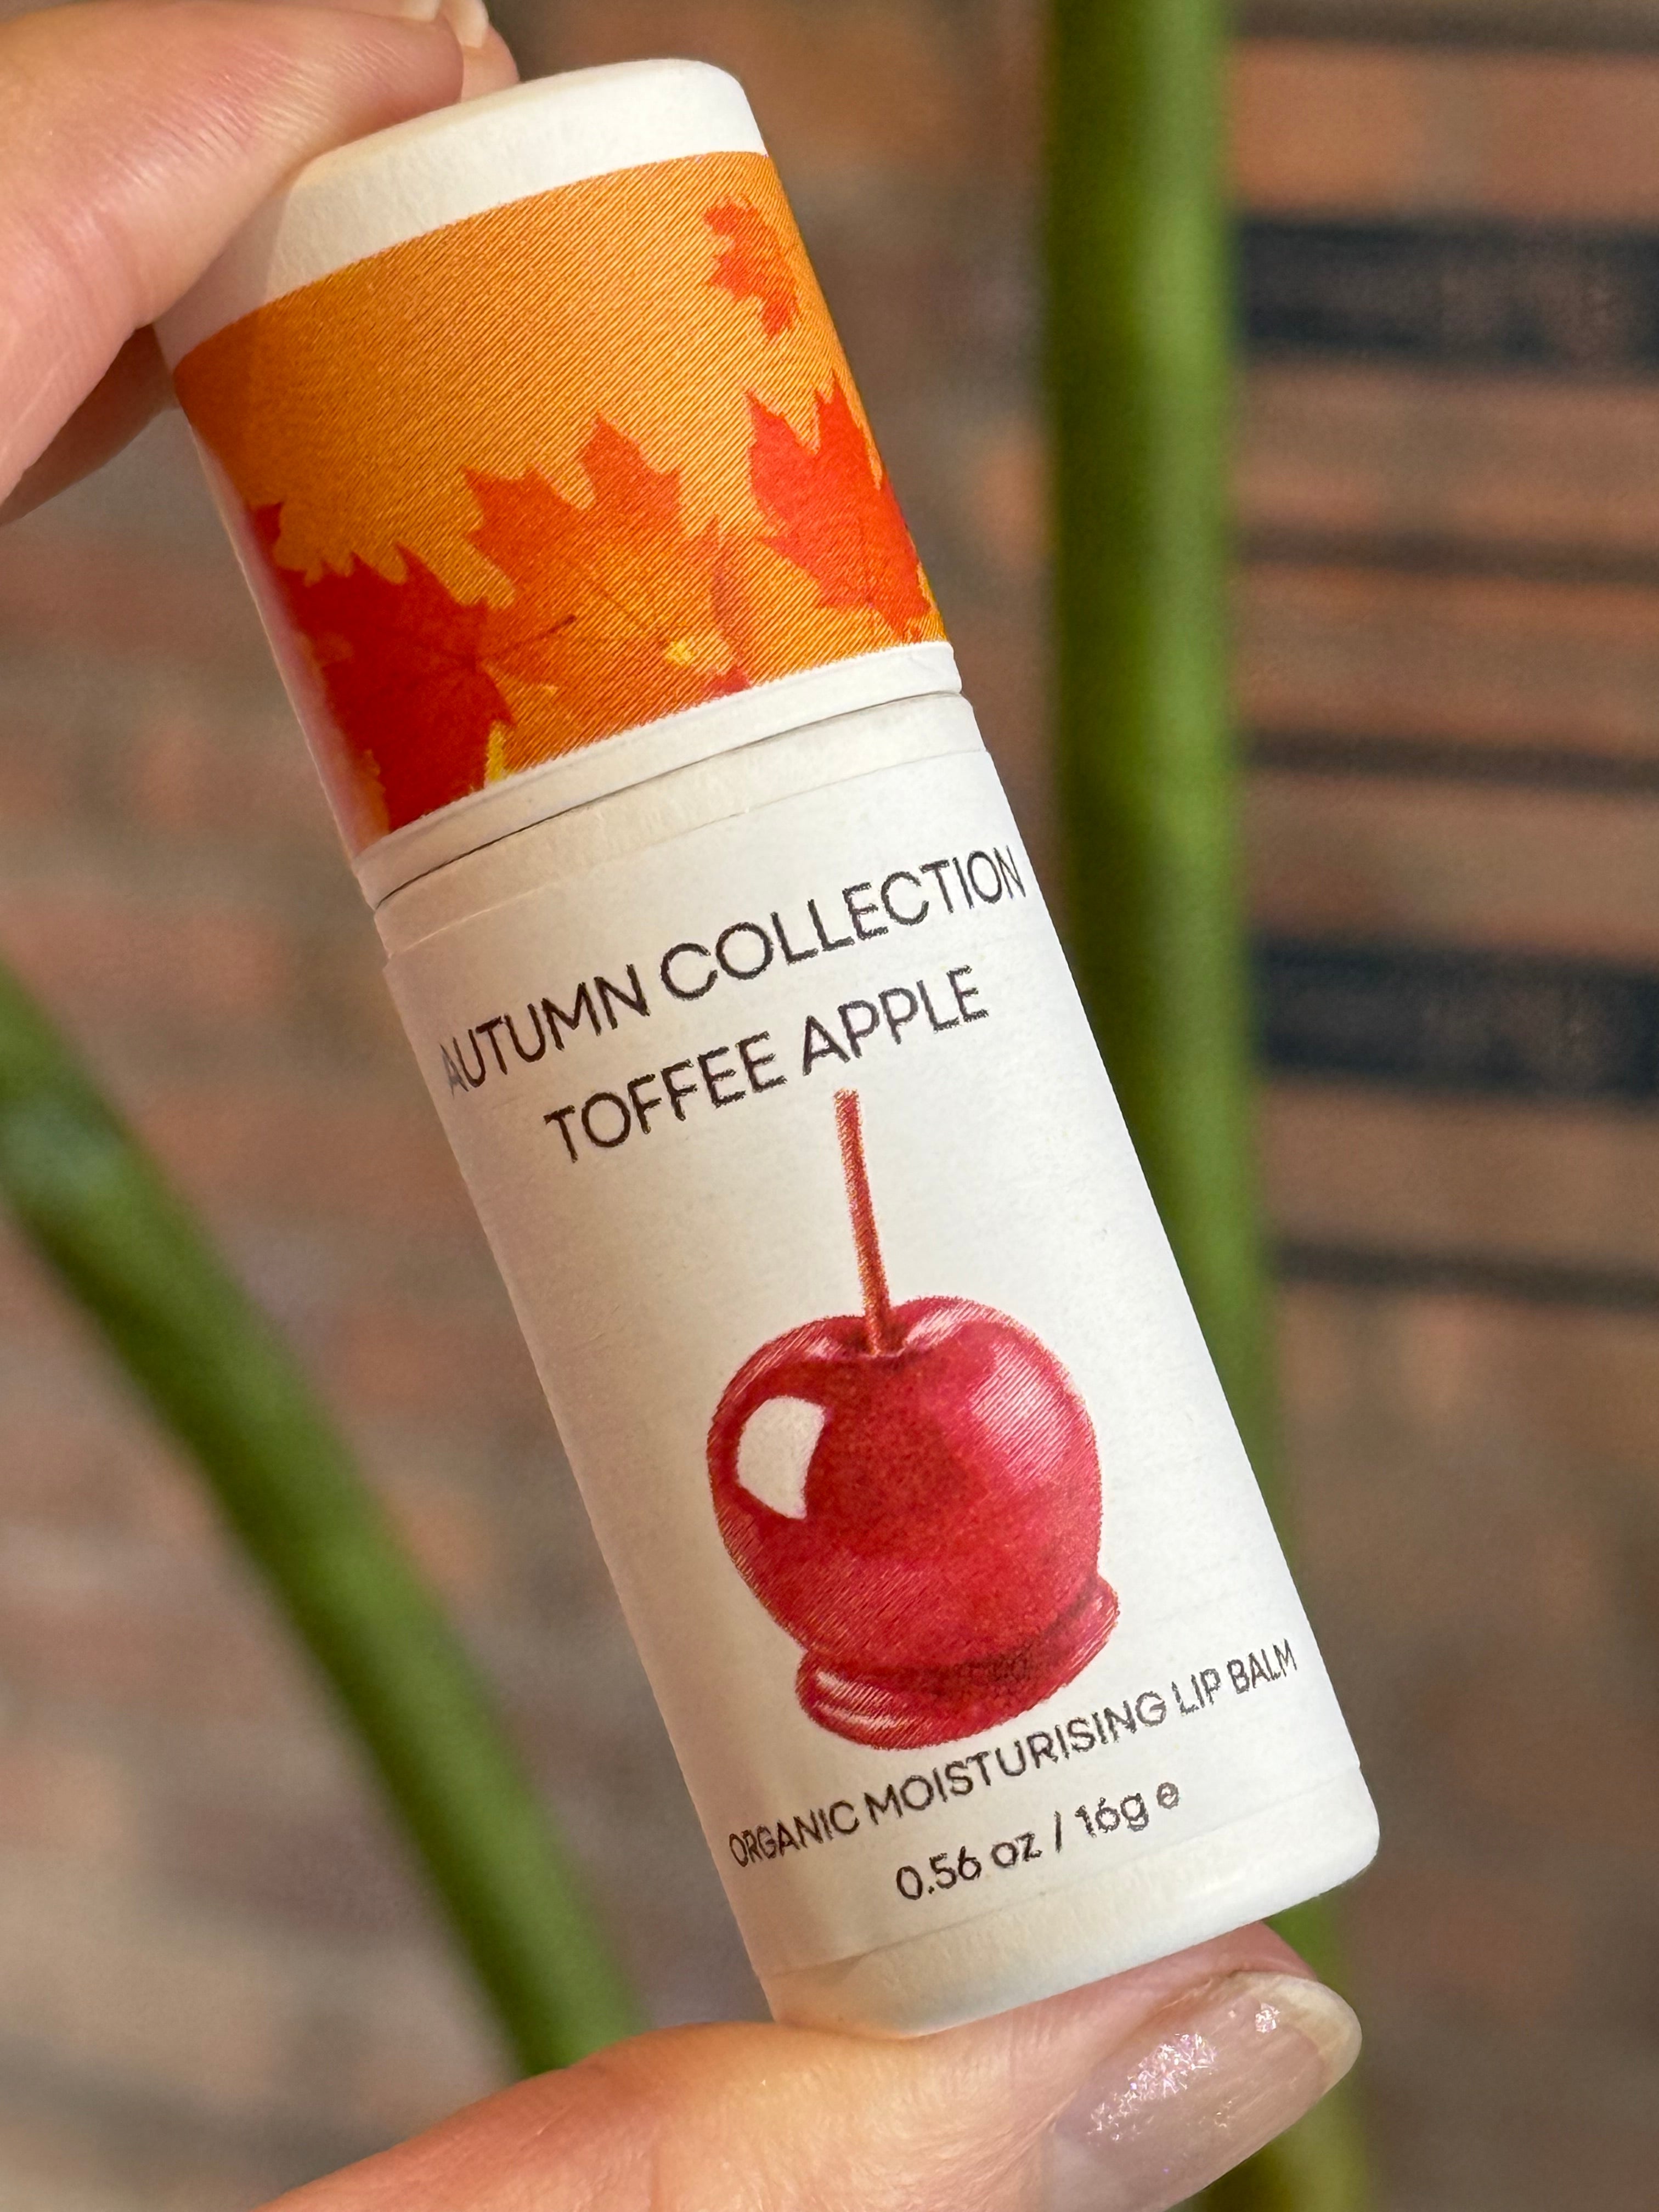 AUTUMN COLLECTION
TOFFEE APPLE
ORGANIC MOISTURISING LIP BALM
0.56 oz / 16g e